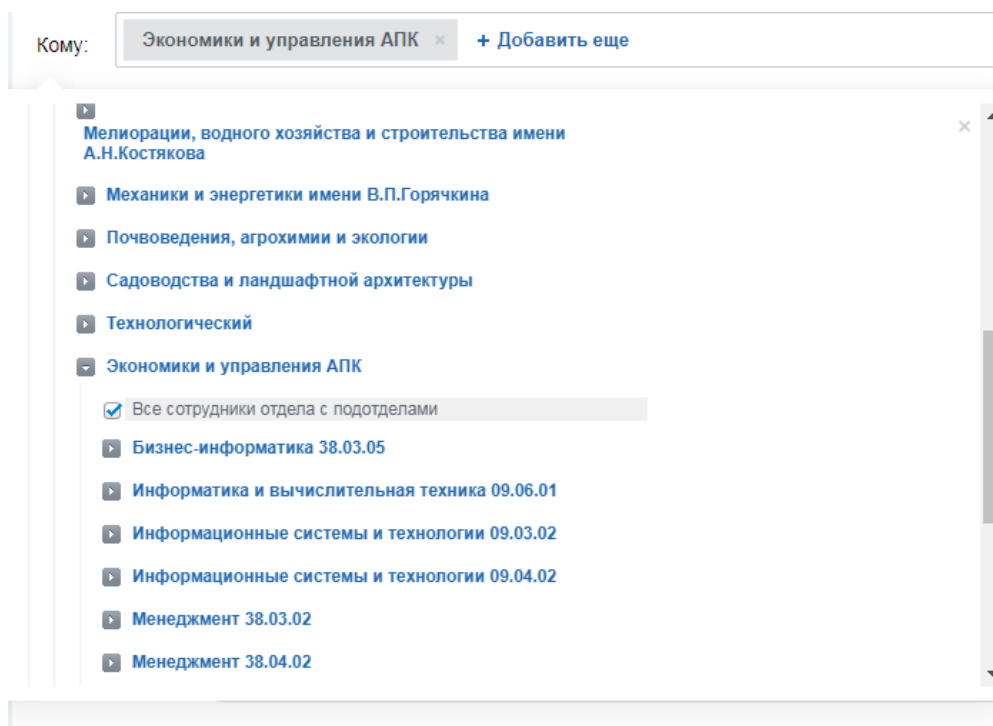 Кому: Экономики и управления АПК × + Добавить еще
×
Мелиорации, водного хозяйства и строительства имени
А.Н.Костякова
Механики и энергетики имени В.П.Горячкина
Почвоведения, агрохимии и экологии
Садоводства и ландшафтной архитектуры
Технологический
Экономики и управления АПК
Все сотрудники отдела с подотделами
Бизнес-информатика 38.03.05
Информатика и вычислительная техника 09.06.01
Информационные системы и технологии 09.03.02
Информационные системы и технологии 09.04.02
Менеджмент 38.03.02
Менеджмент 38.04.02